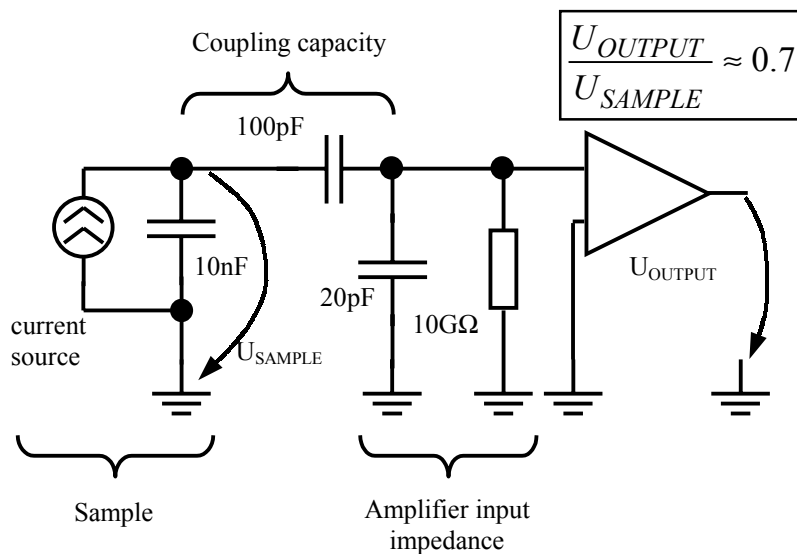 Coupling capacity
U_OUTPUT / U_SAMPLE ≈ 0.7
100pF
10nF
20pF
10GΩ
U_OUTPUT
current
source
U_SAMPLE
Sample
Amplifier input
impedance